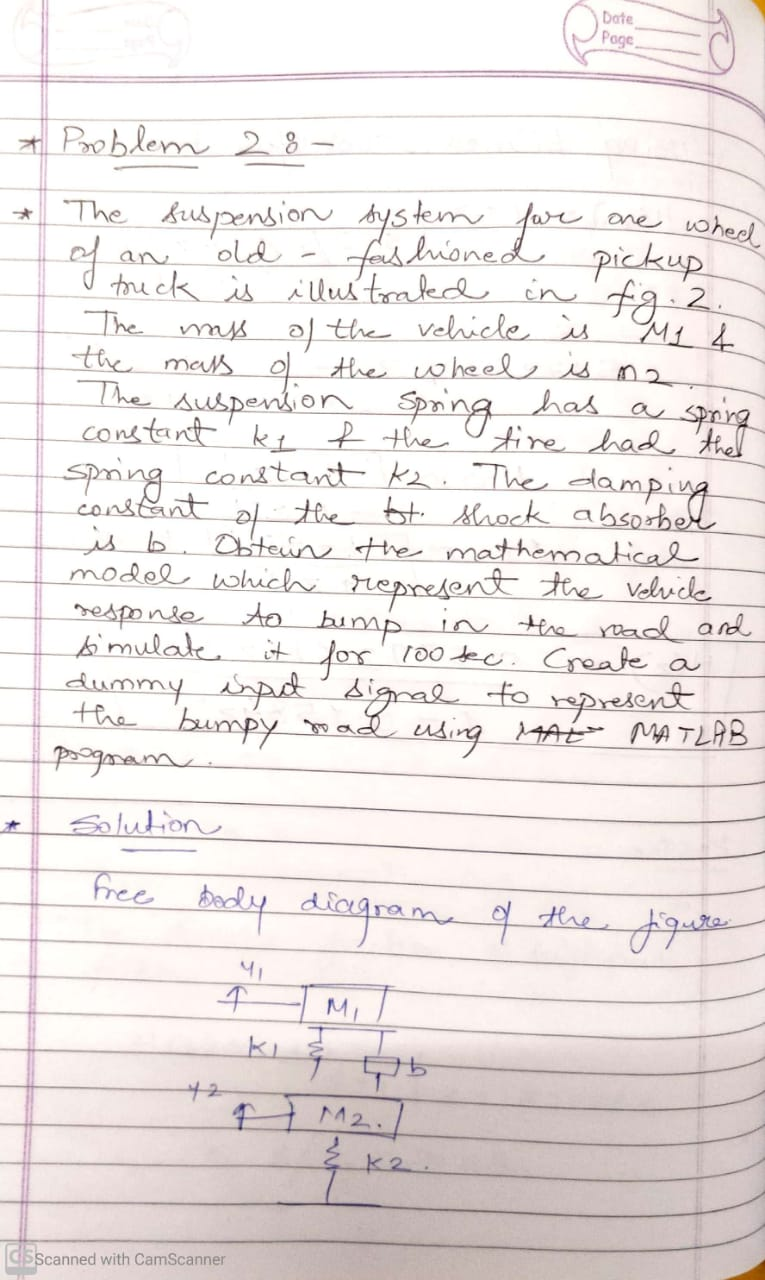 Date
Page
* Problem 2 :-
* The suspension system for one wheel
of an old - fashioned pickup
truck is illustrated in fig. 2.
The mass of the vehicle is M1 &
the mass of the wheel is m2.
The suspension spring has a spring
constant k1 & the tire had the
spring constant k2. The damping
constant of the shock absorber
is b. Obtain the mathematical
model which represent the vehicle
response to bump in the road and
simulate it for 100 sec. Create a
dummy input signal to represent
the bumpy road using MATLAB
program.
* Solution
free body diagram of the figure
y1
M1
K1 b
y2
M2.
K2.
CS Scanned with CamScanner